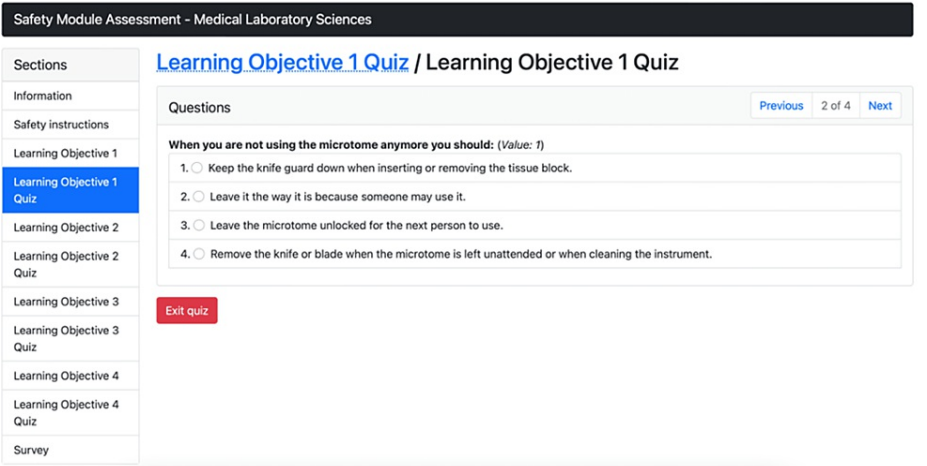 Safety Module Assessment - Medical Laboratory Sciences
Sections
Information
Safety instructions
Learning Objective 1
Learning Objective 1
Quiz
Learning Objective 2
Learning Objective 2
Quiz
Learning Objective 3
Learning Objective 3
Quiz
Learning Objective 4
Learning Objective 4
Quiz
Survey
Learning Objective 1 Quiz / Learning Objective 1 Quiz
Questions
Previous 2 of 4 Next
When you are not using the microtome anymore you should: (Value: 1)
1. Keep the knife guard down when inserting or removing the tissue block.
2. Leave it the way it is because someone may use it.
3. Leave the microtome unlocked for the next person to use.
4. Remove the knife or blade when the microtome is left unattended or when cleaning the instrument.
Exit quiz